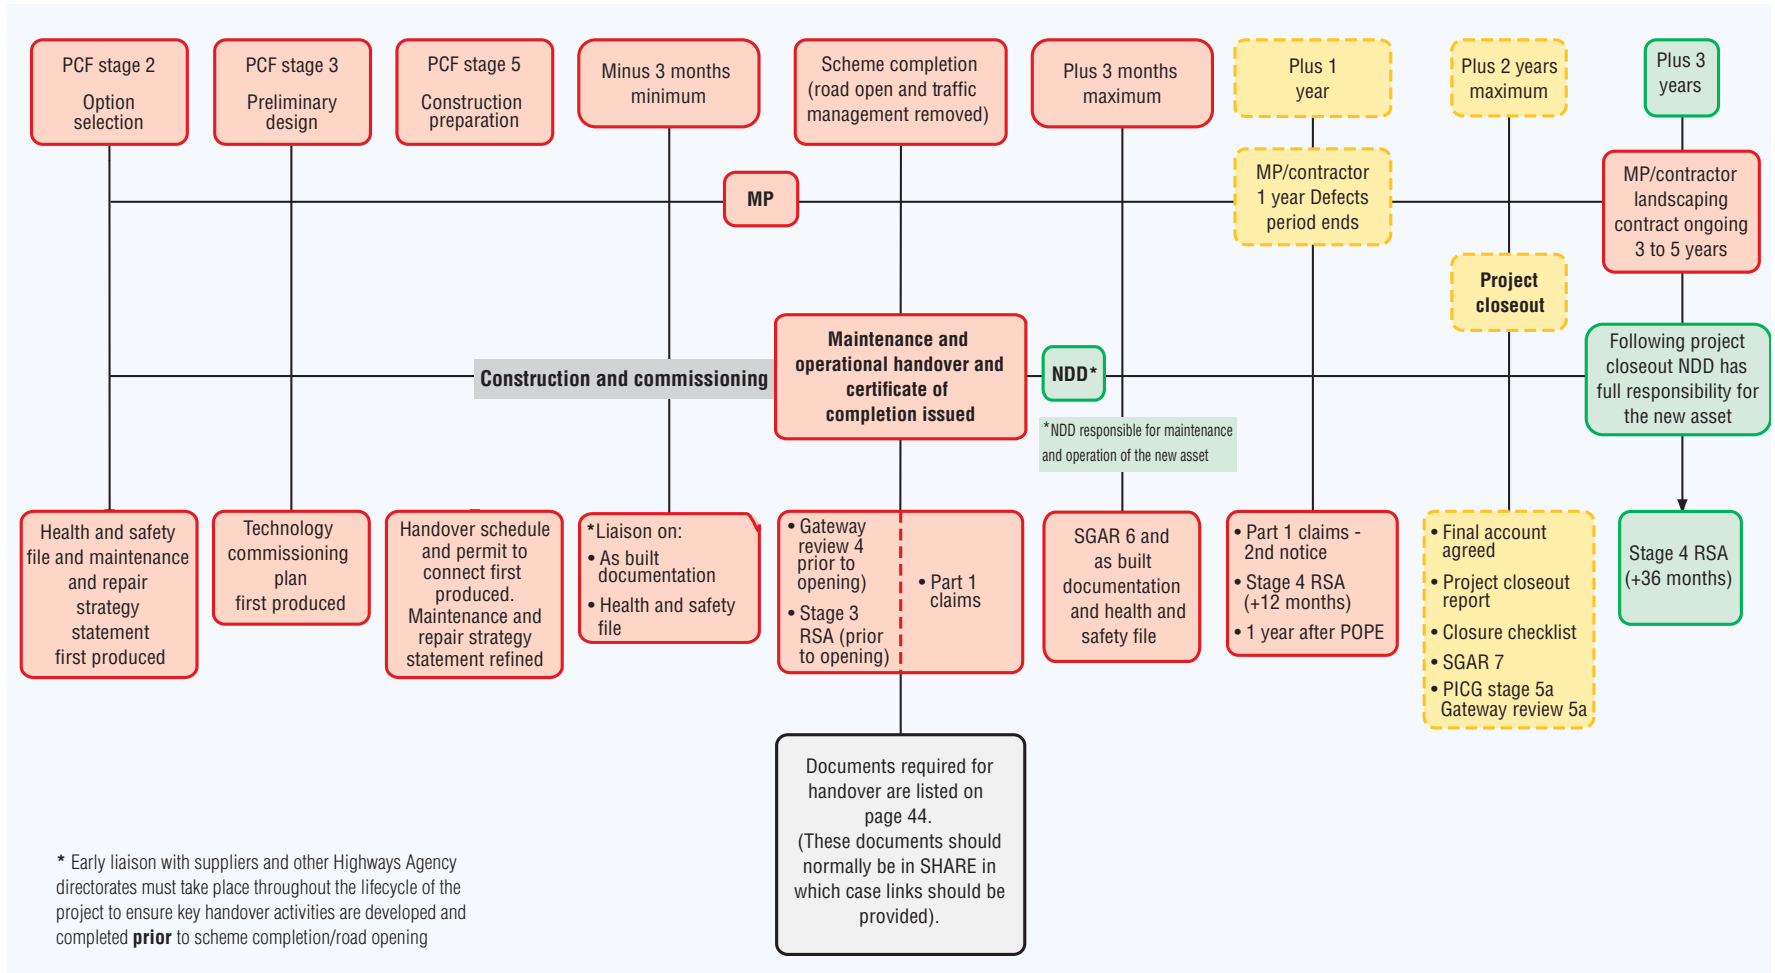 PCF stage 2
Option
selection
PCF stage 3
Preliminary
design
PCF stage 5
Construction
preparation
Minus 3 months
minimum
Scheme completion
(road open and traffic
management removed)
Plus 3 months
maximum
Plus 1
year
Plus 2 years
maximum
Plus 3
years
MP
MP/contractor
1 year Defects
period ends
MP/contractor
landscaping
contract ongoing
3 to 5 years
Project
closeout
Construction and commissioning
Maintenance and
operational handover and
certificate of
completion issued
NDD*
*NDD responsible for maintenance
and operation of the new asset
Following project
closeout NDD has
full responsibility for
the new asset
Health and safety
file and maintenance
and repair
strategy
statement
first produced
Technology
commissioning
plan
first produced
Handover schedule
and permit to
connect first
produced.
Maintenance and
repair strategy
statement refined
*Liaison on:
• As built
documentation
• Health and safety
file
• Gateway
review 4
prior to
opening)
• Stage 3
RSA (prior
to opening)
• Part 1
claims
SGAR 6 and
as built
documentation
and health and
safety file
• Part 1 claims -
2nd notice
• Stage 4 RSA
(+12 months)
• 1 year after POPE
• Final account
agreed
• Project closeout
report
• Closure checklist
• SGAR 7
• PICG stage 5a
Gateway review 5a
Stage 4 RSA
(+36 months)
Documents required for
handover are listed on
page 44.
(These documents should
normally be in SHARE in
which case links should be
provided).
* Early liaison with suppliers and other Highways Agency
directorates must take place throughout the lifecycle of the
project to ensure key handover activities are developed and
completed prior to scheme completion/road opening